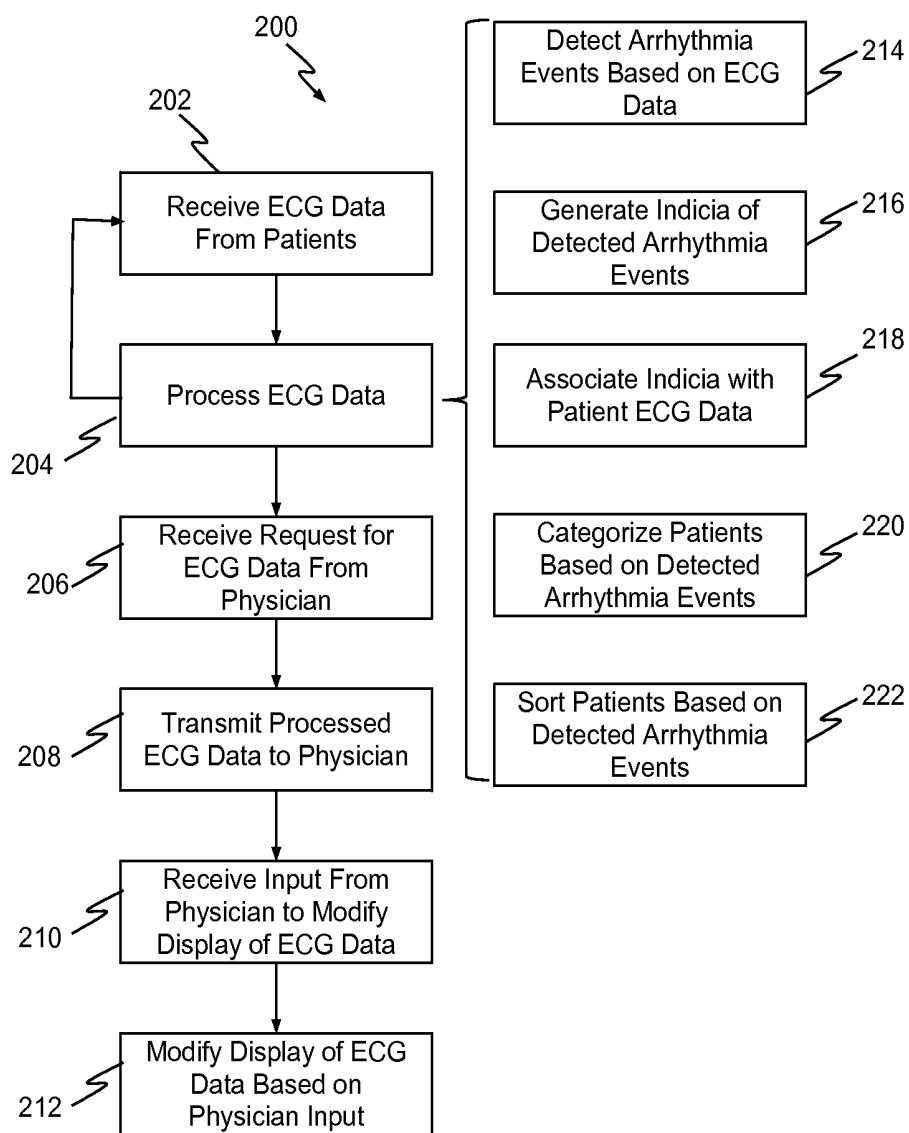 200
202
Receive ECG Data
From Patients
Process ECG Data
204
Receive Request for
ECG Data From
Physician
206
Transmit Processed
ECG Data to Physician
208
Receive Input From
Physician to Modify
Display of ECG Data
210
Modify Display of ECG
Data Based on
Physician Input
212
Detect Arrhythmia
Events Based on ECG
Data
214
Generate Indicia of
Detected Arrhythmia
Events
216
Associate Indicia with
Patient ECG Data
218
Categorize Patients
Based on Detected
Arrhythmia Events
220
Sort Patients Based on
Detected Arrhythmia
Events
222